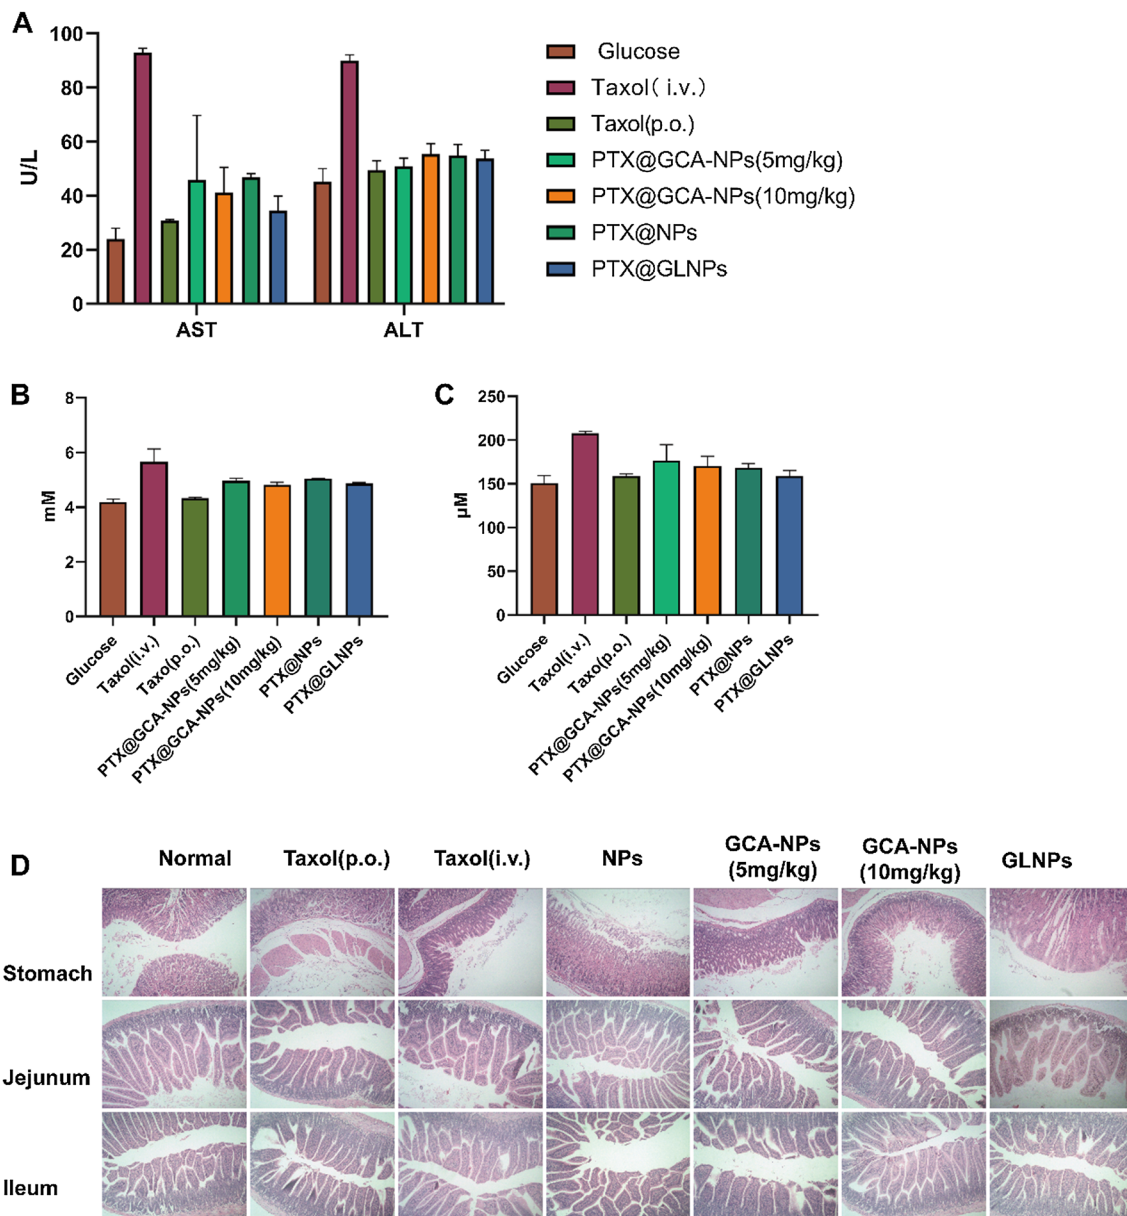 A
100
80
60
40
20
0
U/L
AST
ALT
Glucose
Taxol( i.v.)
Taxol(p.o.)
PTX@GCA-NPs(5mg/kg)
PTX@GCA-NPs(10mg/kg)
PTX@NPs
PTX@GLNPs
B
8
6
4
2
0
mM
Glucose
Taxol(i.v.)
Taxo(p.o.)
PTX@GCA-NPs(5mg/kg)
PTX@GCA-NPs(10mg/kg)
PTX@NPs
PTX@GLNPs
C
250
200
150
100
50
0
μM
Glucose
Taxol(i.v.)
Taxo(p.o.)
PTX@GCA-NPs(5mg/kg)
PTX@GCA-NPs(10mg/kg)
PTX@NPs
PTX@GLNPs
D
Normal
Taxol(p.o.)
Taxol(i.v.)
NPs
GCA-NPs
(5mg/kg)
GCA-NPs
(10mg/kg)
GLNPs
Stomach
Jejunum
Ileum